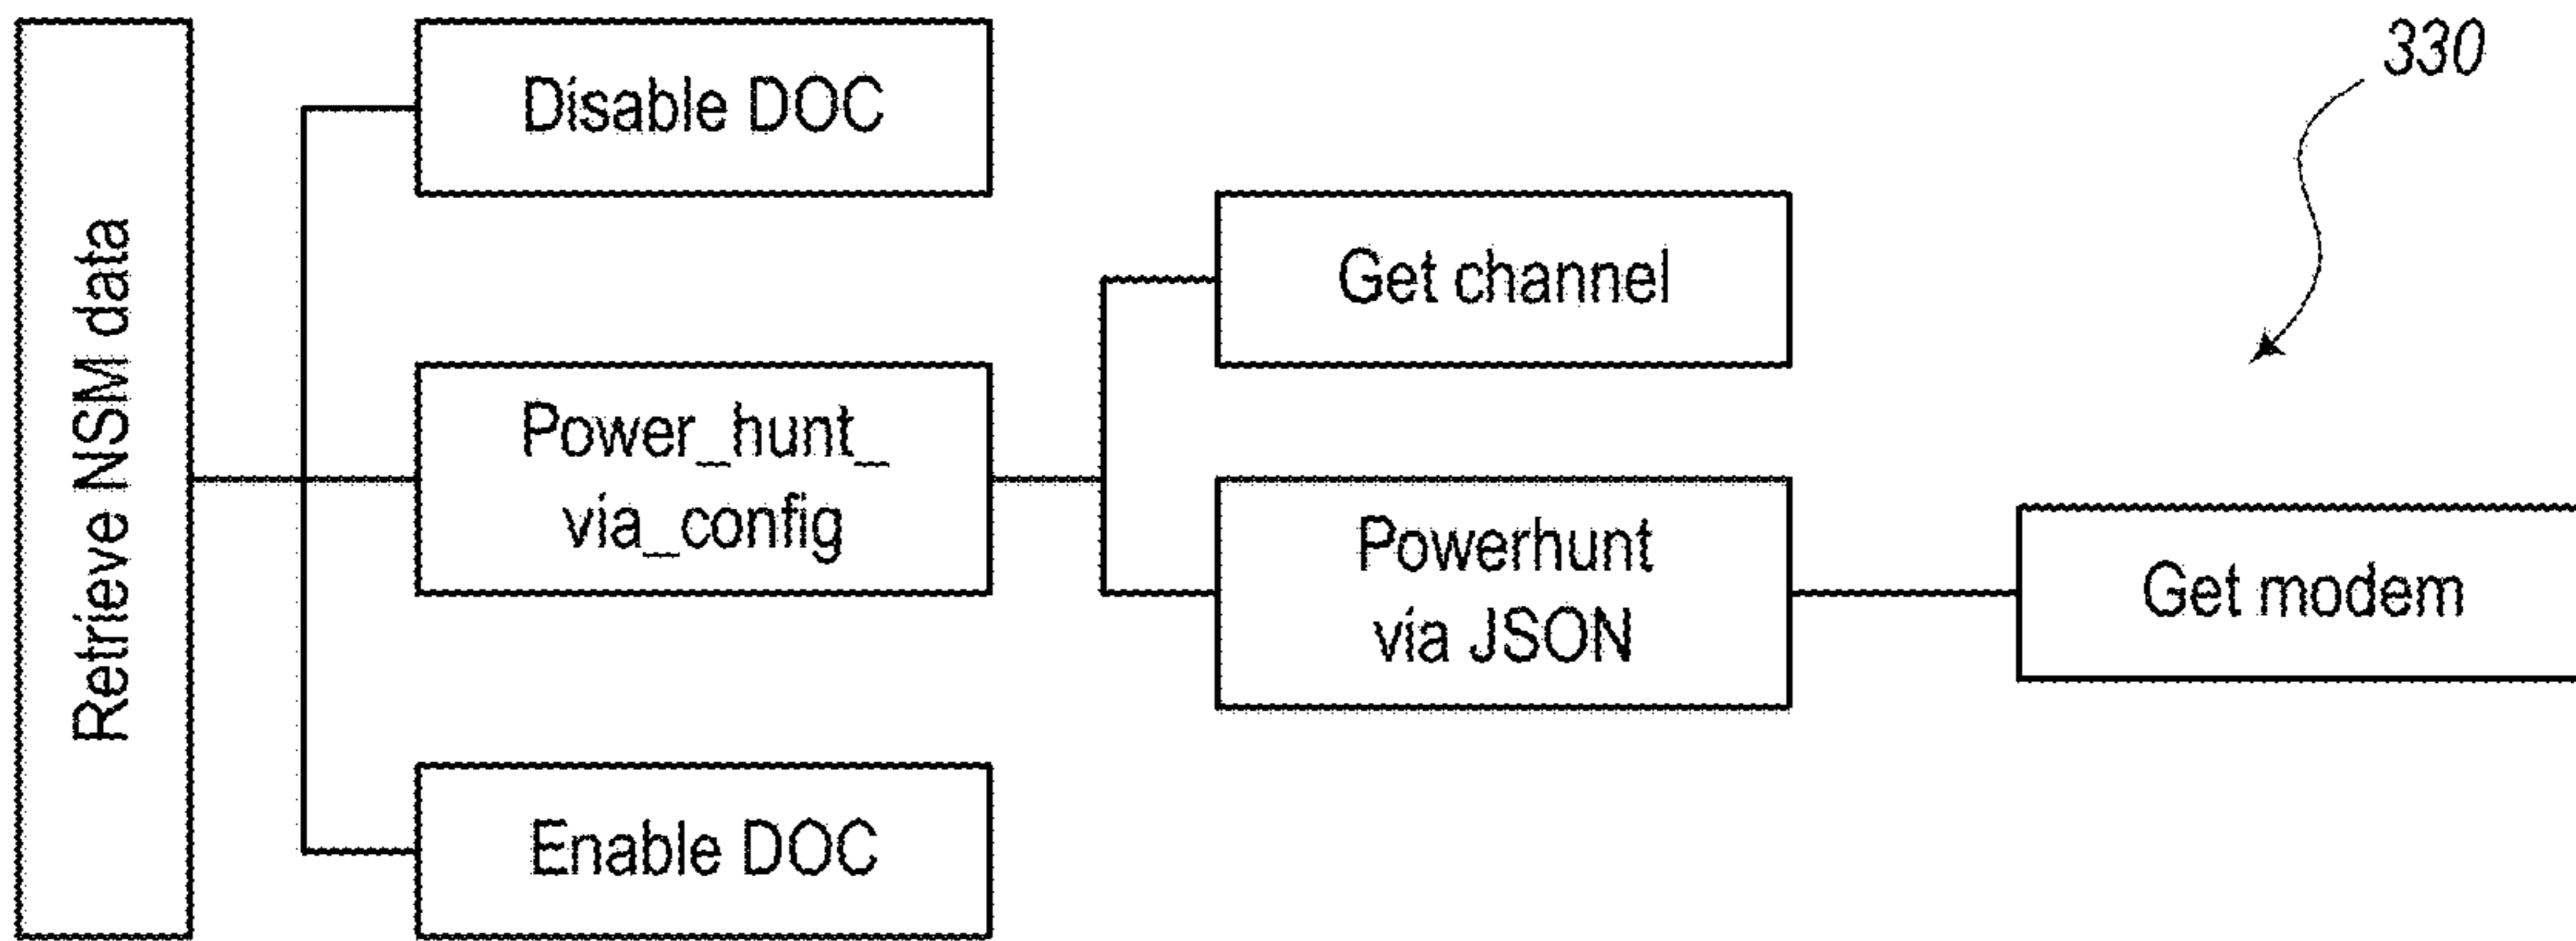 Retrieve NSM data
Disable DOC
Power_hunt_
via_config
Enable DOC
Get channel
Powerhunt
via JSON
Get modem
330